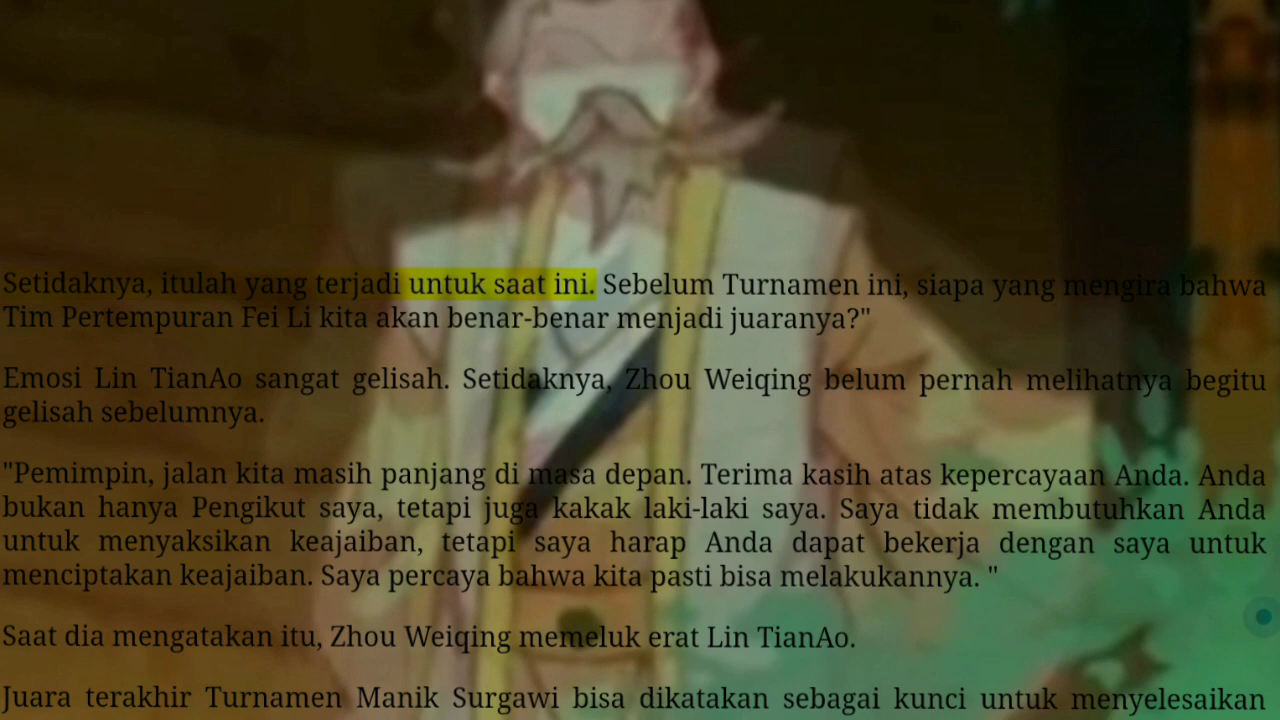 Setidaknya, itulah yang terjadi untuk saat ini. Sebelum Turnamen ini, siapa yang mengira bahwa
Tim Pertempuran Fei Li kita akan benar-benar menjadi juaranya?"
Emosi Lin TianAo sangat gelisah. Setidaknya, Zhou Weiqing belum pernah melihatnya begitu
gelisah sebelumnya.
"Pemimpin, jalan kita masih panjang di masa depan. Terima kasih atas kepercayaan Anda. Anda
bukan hanya Pengikut saya, tetapi juga kakak laki-laki saya. Saya tidak membutuhkan Anda
untuk menyaksikan keajaiban, tetapi saya harap Anda dapat bekerja dengan saya untuk
menciptakan keajaiban. Saya percaya bahwa kita pasti bisa melakukannya. "
Saat dia mengatakan itu, Zhou Weiqing memeluk erat Lin TianAo.
Juara terakhir Turnamen Manik Surgawi bisa dikatakan sebagai kunci untuk menyelesaikan